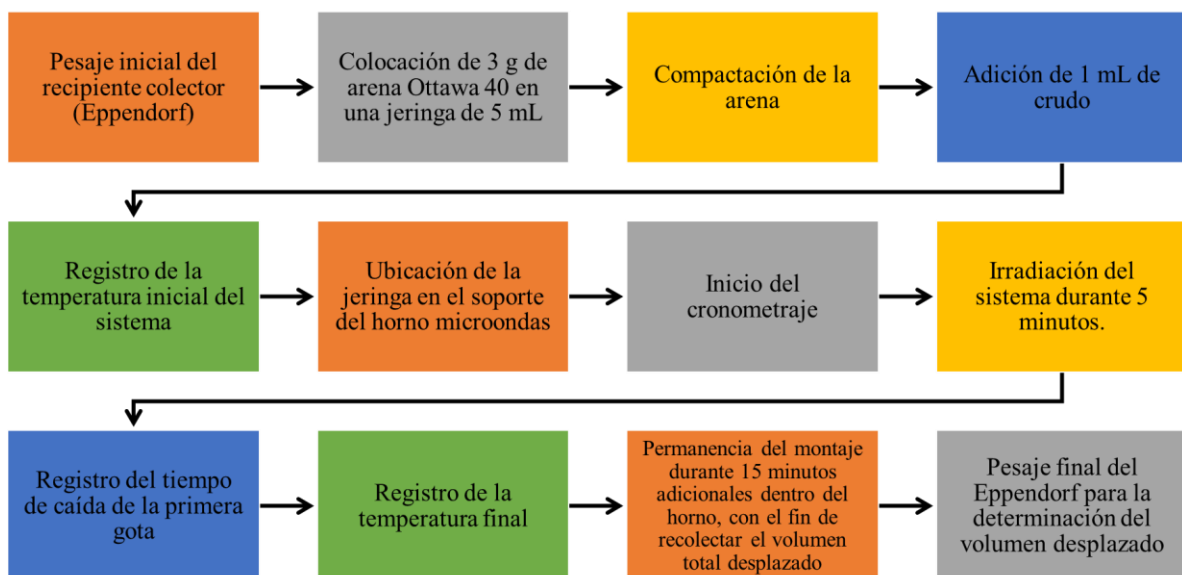 Pesaje inicial del
recipiente colector
(Eppendorf)
Colocación de 3 g de
arena Ottawa 40 en
una jeringa de 5 mL
Compactación de la
arena
Adición de 1 mL de
crudo
Registro de la
temperatura inicial del
sistema
Ubicación de la
jeringa en el soporte
del horno microondas
Inicio del
cronometraje
Irradiación del
sistema durante 5
minutos.
Registro del tiempo
de caída de la primera
gota
Registro de la
temperatura final
Permanencia del montaje
durante 15 minutos
adicionales dentro del
horno, con el fin de
recolectar el volumen
total desplazado
Pesaje final del
Eppendorf para la
determinación del
volumen desplazado